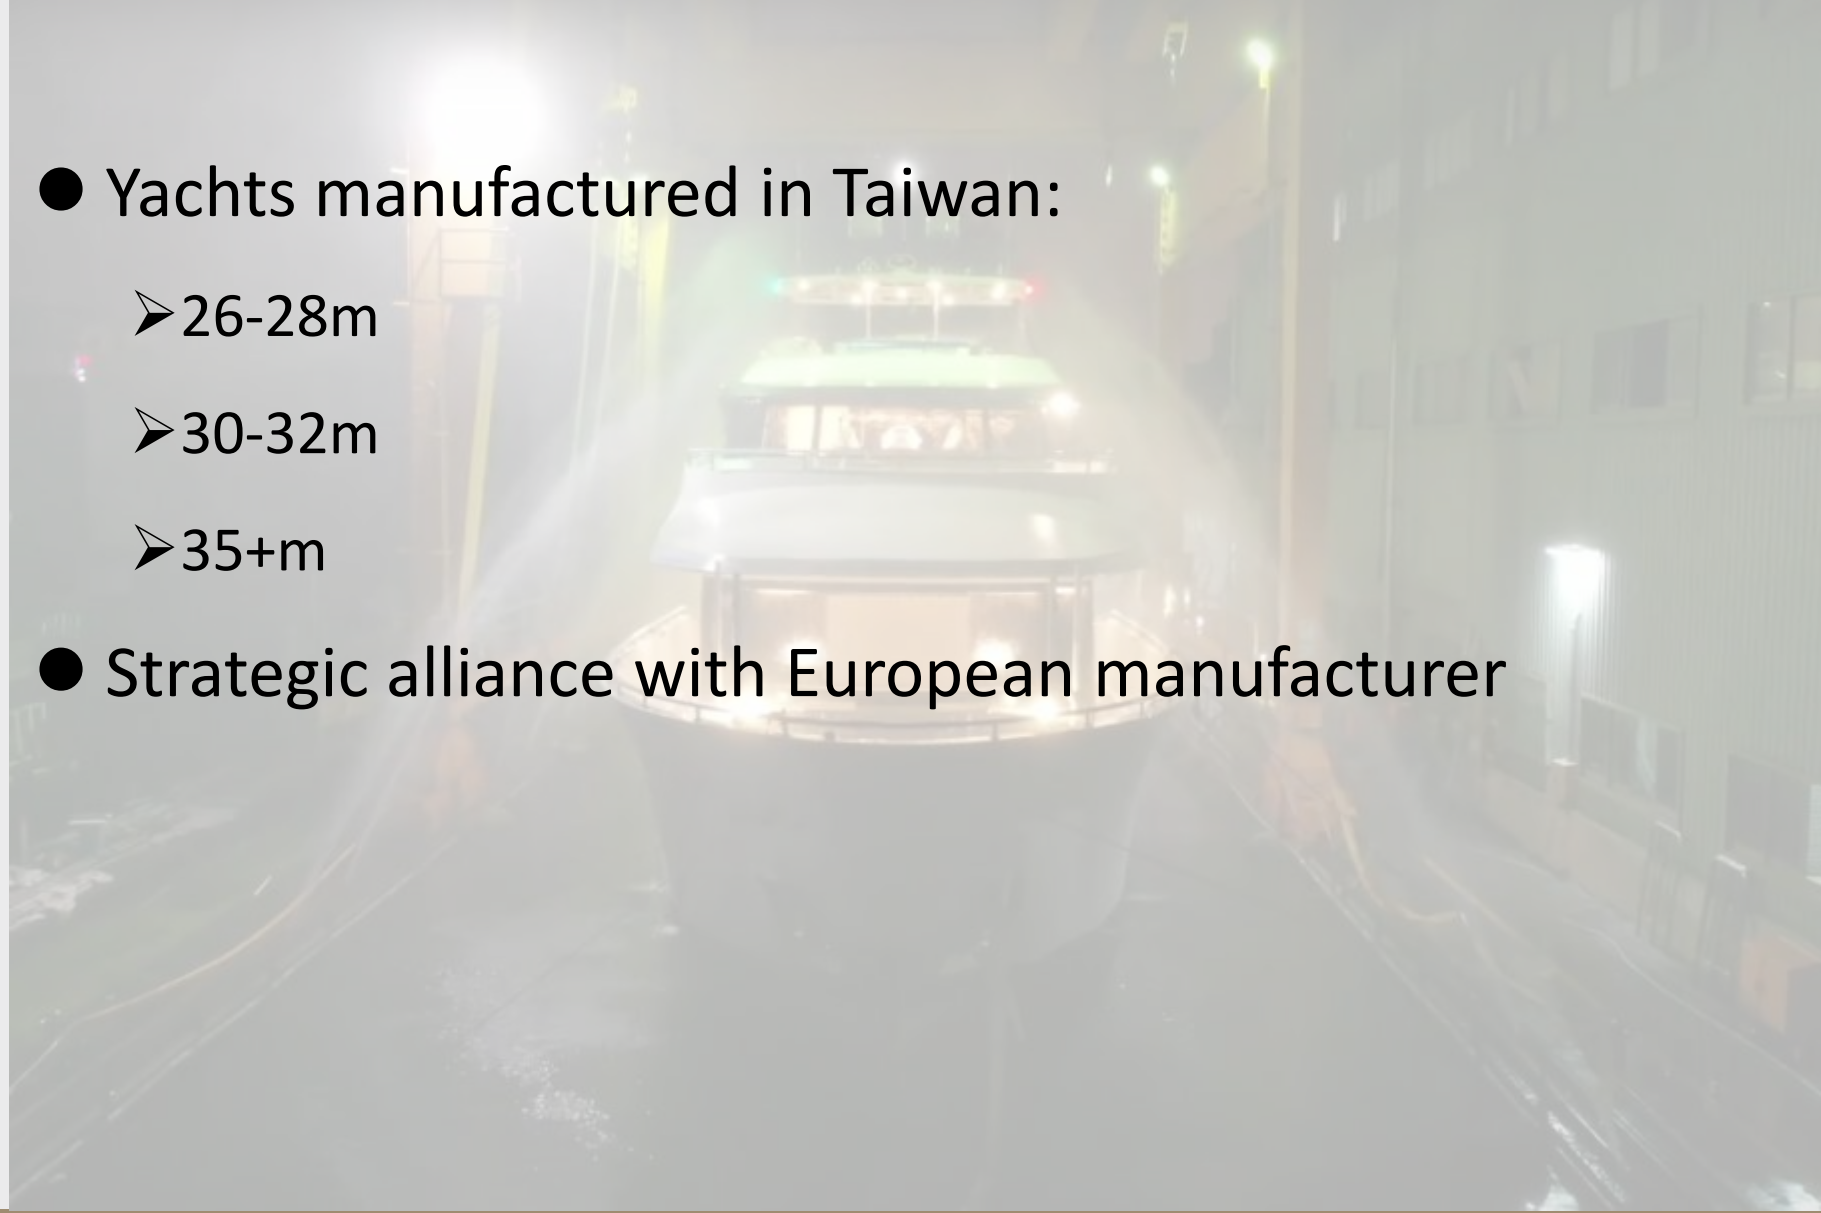 ● Yachts manufactured in Taiwan:
➢26-28m
➢30-32m
➢35+m
● Strategic alliance with European manufacturer